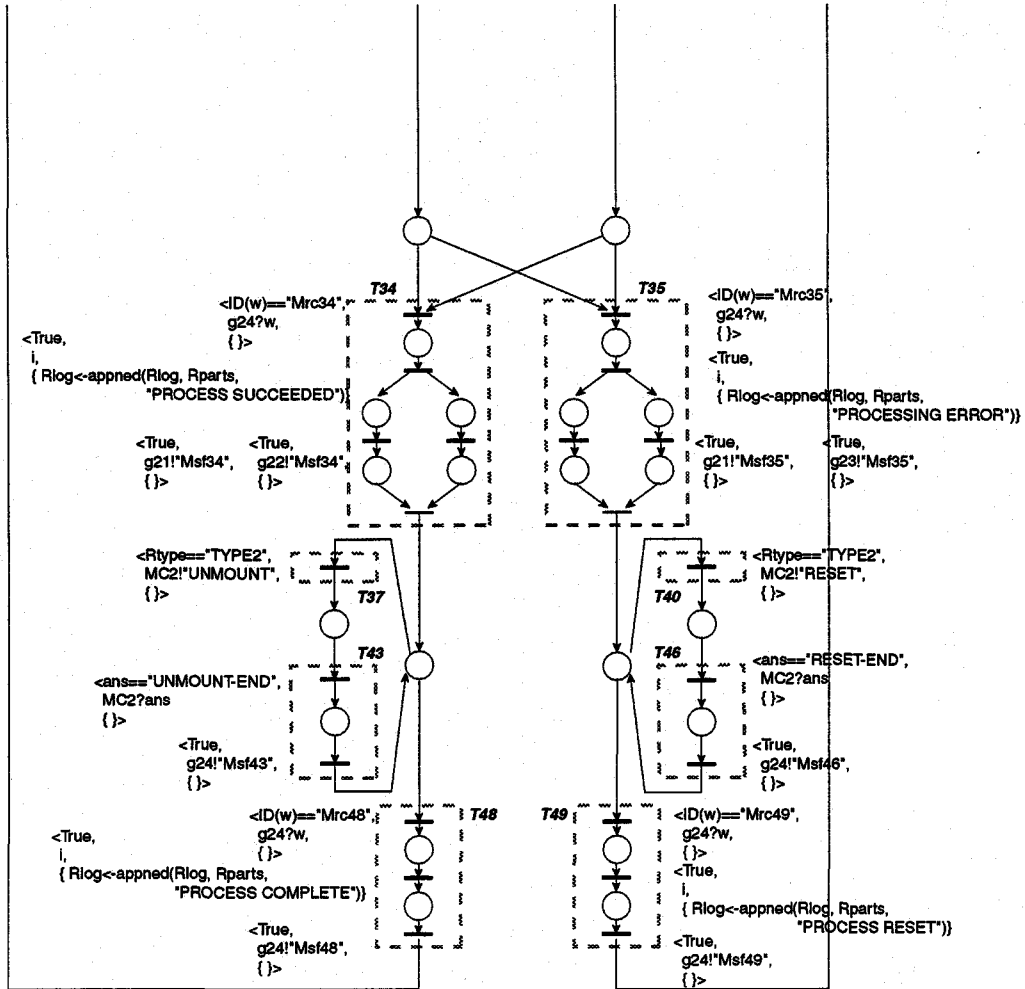 T34
T35
<ID(w)=="Mrc34",
g24?w,
{ }>
<ID(w)=="Mrc35",
g24?w,
{ }>
<True,
i,
{ Rlog<-appned(Rlog, Rparts,
"PROCESS SUCCEEDED")}
<True,
i,
{ Rlog<-appned(Rlog, Rparts,
"PROCESSING ERROR")}
<True,
g21!"Msf34",
{ }>
<True,
g22!"Msf34",
{ }>
<True,
g21!"Msf35",
{ }>
<True,
g23!"Msf35",
{ }>
<Rtype=="TYPE2",
MC2!"UNMOUNT",
{ }>
T37
<Rtype=="TYPE2",
MC2!"RESET",
{ }>
T40
T43
T46
<ans=="UNMOUNT-END",
MC2?ans
{ }>
<ans=="RESET-END",
MC2?ans
{ }>
<True,
g24!"Msf43",
{ }>
<True,
g24!"Msf46",
{ }>
<ID(w)=="Mrc48",
g24?w,
{ }>
T48
T49
<ID(w)=="Mrc49",
g24?w,
{ }>
<True,
i,
{ Rlog<-appned(Rlog, Rparts,
"PROCESS COMPLETE")}
<True,
i,
{ Rlog<-appned(Rlog, Rparts,
"PROCESS RESET")}
<True,
g24!"Msf48",
{ }>
<True,
g24!"Msf49",
{ }>